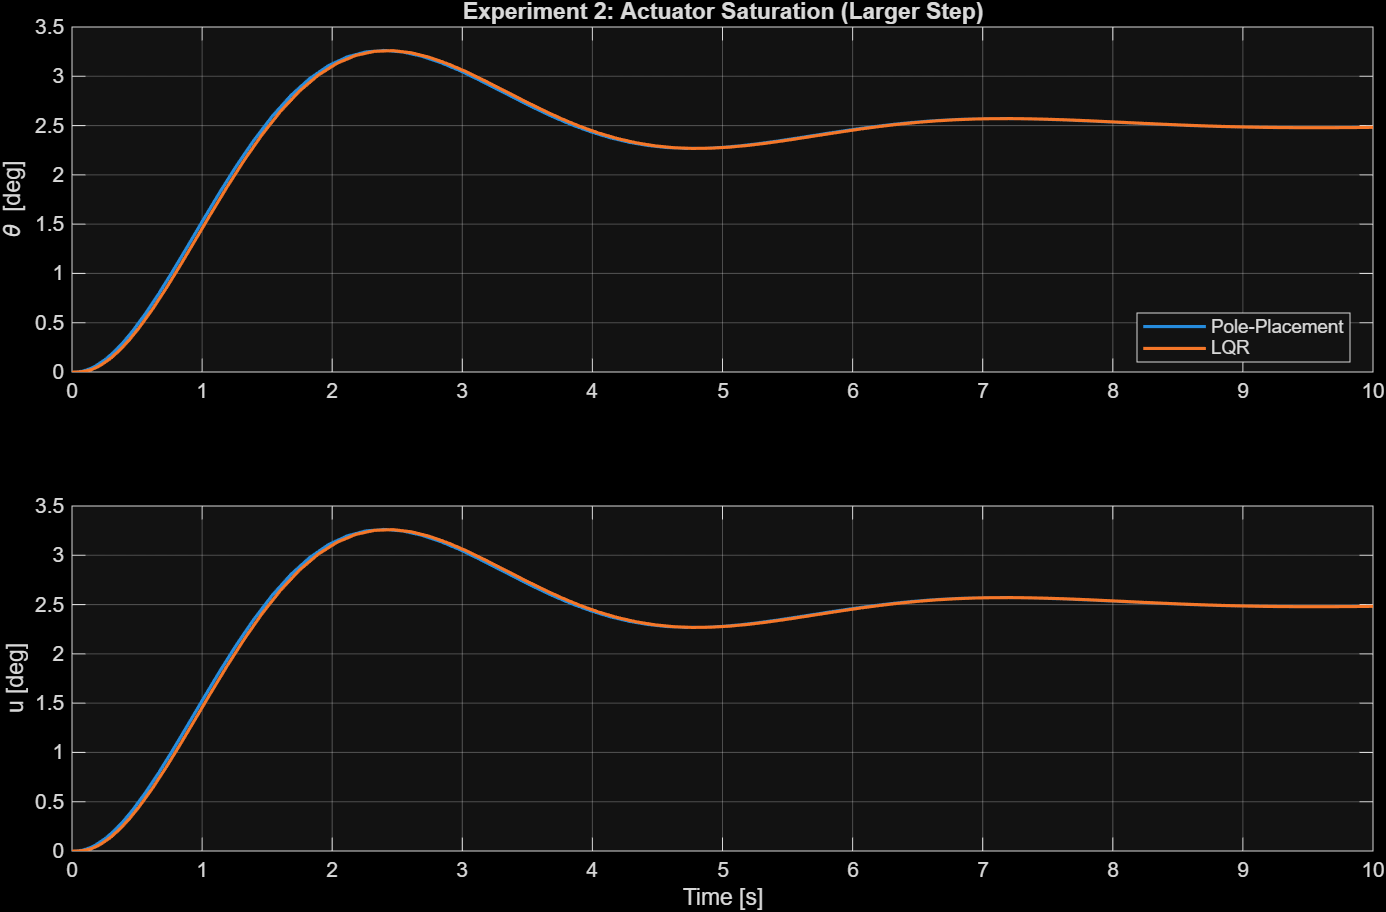 Experiment 2: Actuator Saturation (Larger Step)
3.5
3
2.5
2
1.5
1
0.5
0
θ [deg]
0 1 2 3 4 5 6 7 8 9 10
Pole-Placement
LQR
3.5
3
2.5
2
1.5
1
0.5
0
u [deg]
0 1 2 3 4 5 6 7 8 9 10
Time [s]